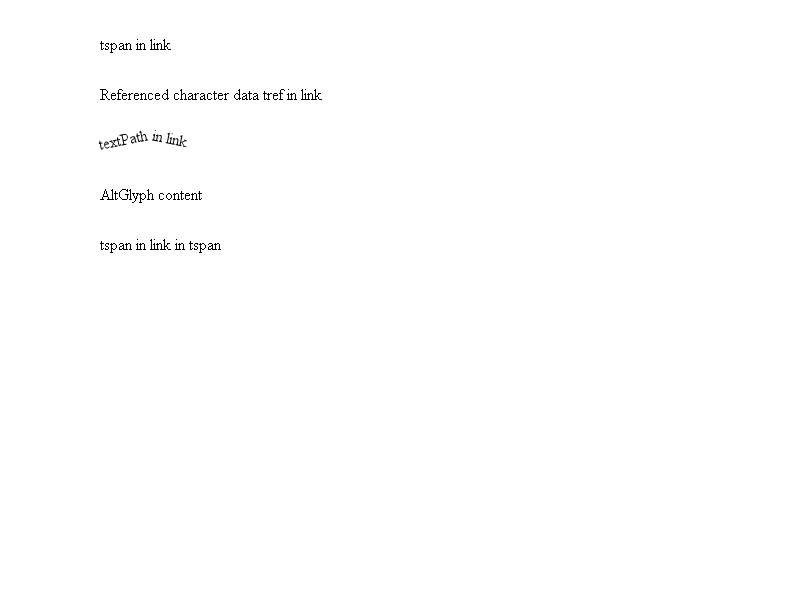 tspan in link
Referenced character data tref in link
textPath in link
AltGlyph content
tspan in link in tspan